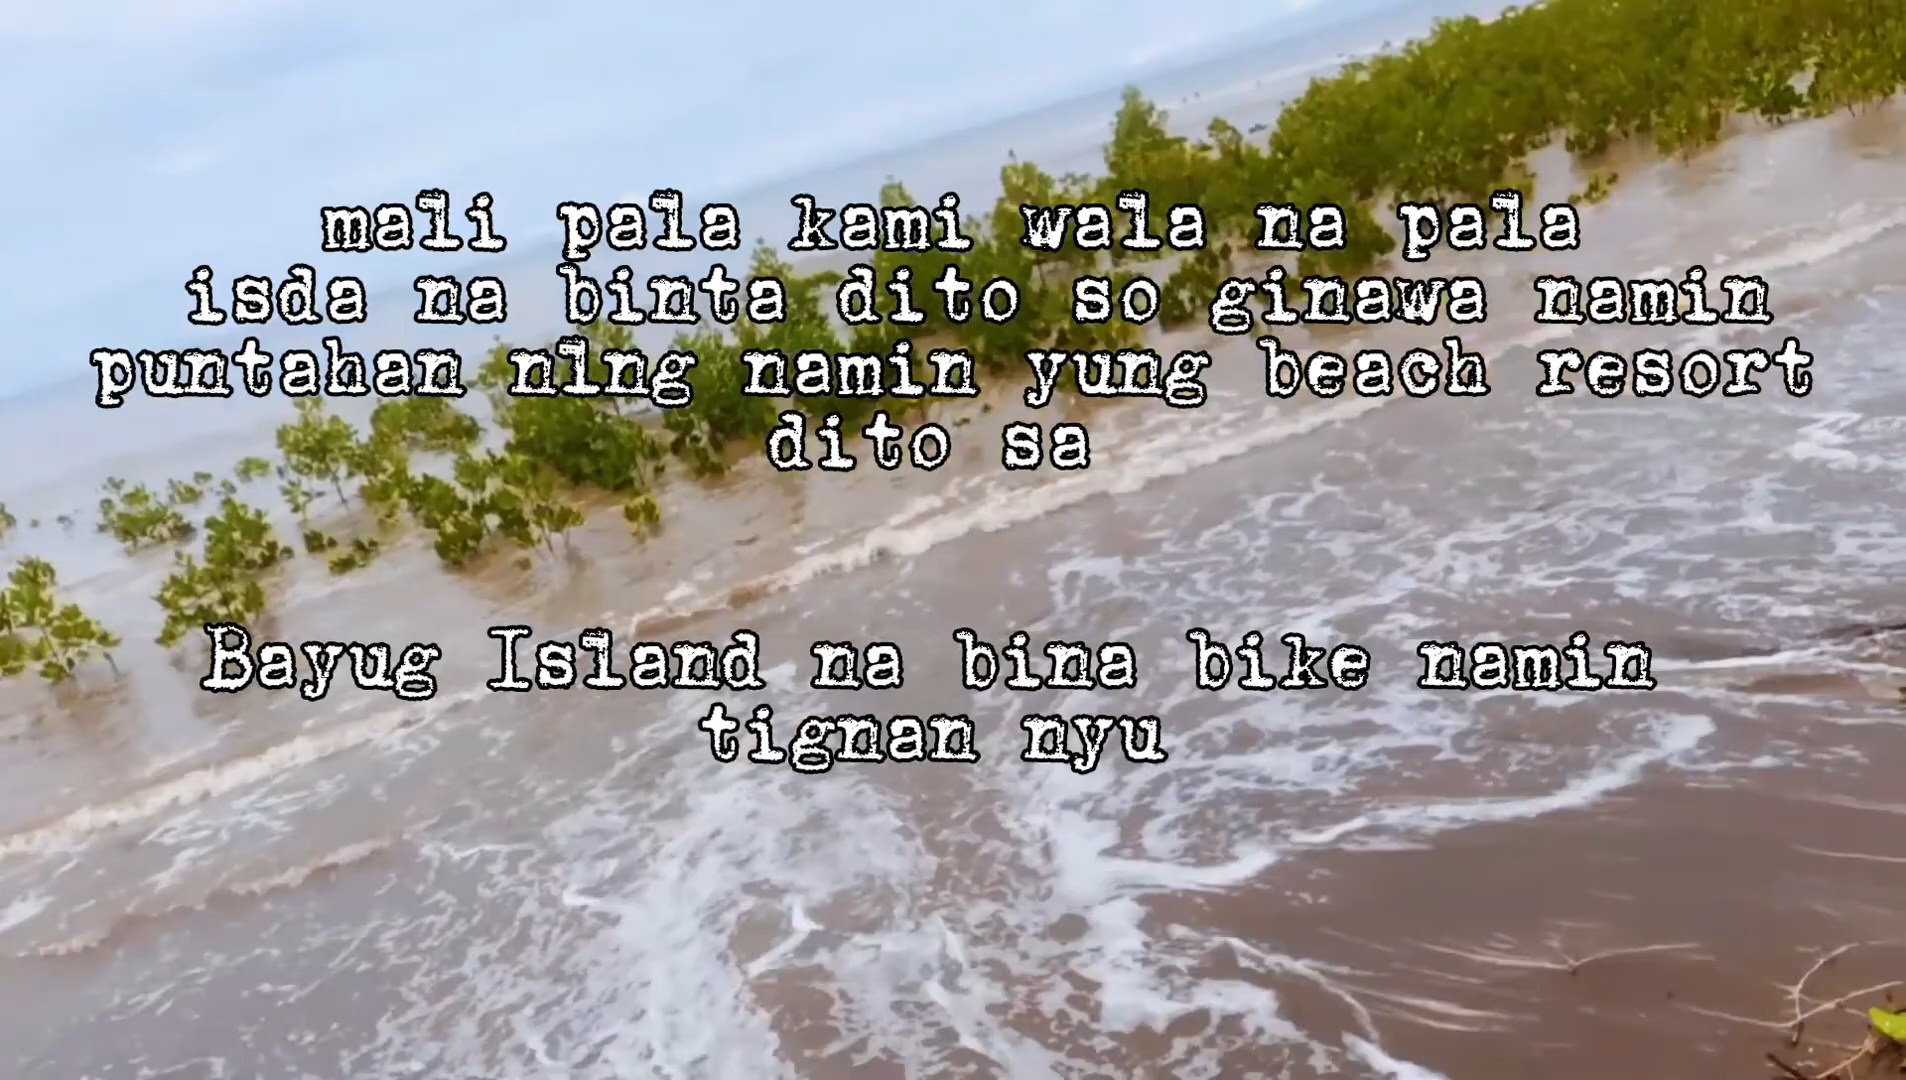 mali pala kami wala na pala
isda na binta dito so ginawa namin
puntahan nlng namin yung beach resort
dito sa
Bayug Island na bina bike namin
tignan nyu